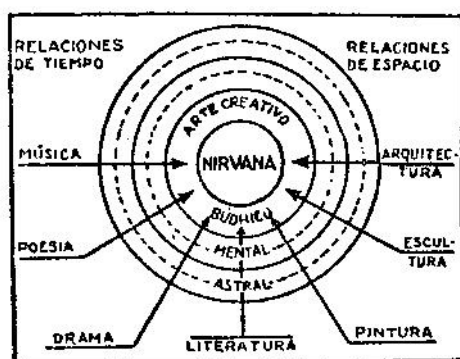 RELACIONES
DE TIEMPO
RELACIONES
DE ESPACIO
ARTE CREATIVO
MÚSICA
NIRVANA
ARQUITEC-
TURA
BÚDHICO
POESIA
ESCUL-
TURA
MENTAL
ASTRAL
DRAMA
LITERATURA
PINTURA